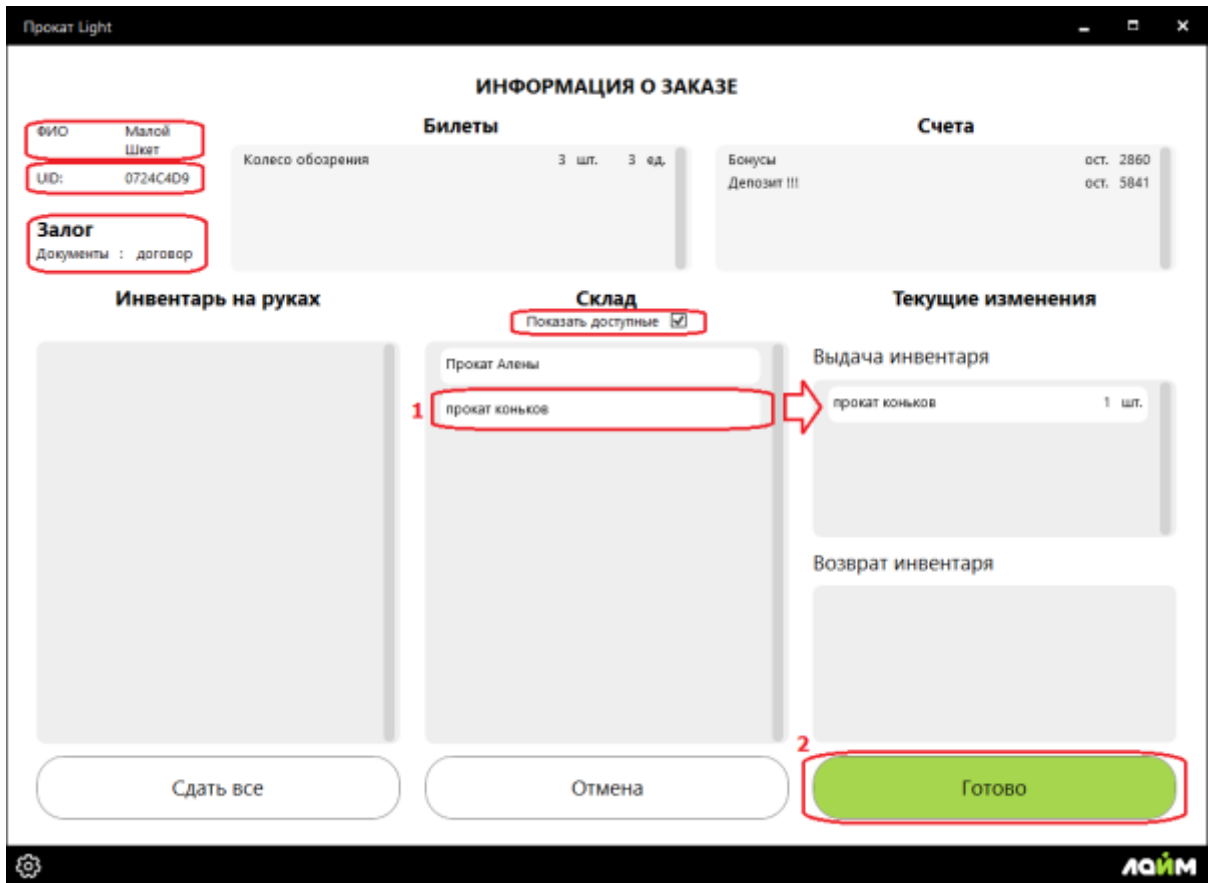 Прокат Light
ИНФОРМАЦИЯ О ЗАКАЗЕ
ФИО Малой
Шкет
UID: 0724C4D9
Залог
Документы : договор
Билеты
Колесо обозрения 3 шт. 3 ед.
Счета
Бонусы ост. 2860
Депозит !!! ост. 5841
Инвентарь на руках
Склад
Показать доступные
Прокат Алены
1 прокат коньков
Текущие изменения
Выдача инвентаря
прокат коньков 1 шт.
Возврат инвентаря
2
Сдать все
Отмена
Готово
лайм